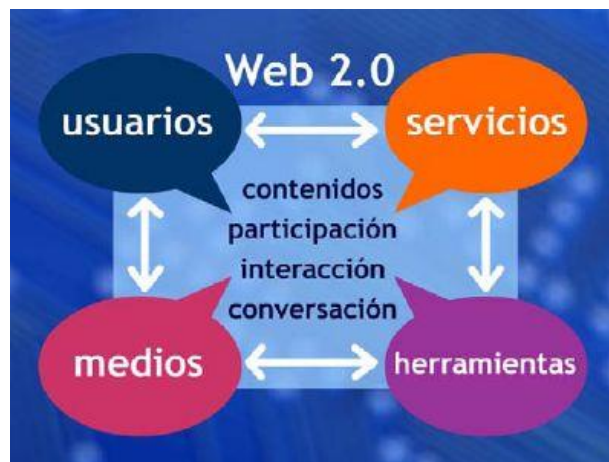 Web 2.0
usuarios
servicios
contenidos
participación
interacción
conversación
medios
herramientas